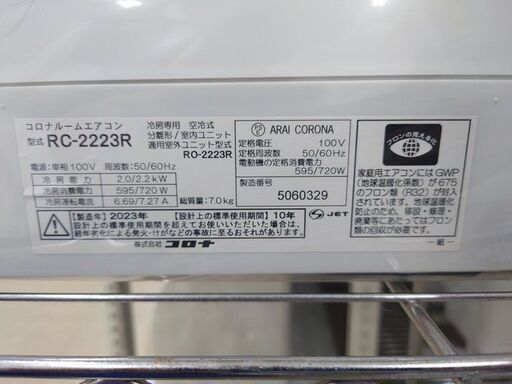 コロナルームエアコン
型式 RC-2223R
冷房専用 空冷式
分離形/室内ユニット
適用室外ユニット型式
RO-2223R
電源:単相100V 周波数:50/60Hz
冷房能力 2.0/2.2kW
冷房消費電力 595/720W
冷房運転電流 6.69/7.27A
総質量:7.0kg
PSE ARAI CORONA
定格電圧 100V
定格周波数 50/60Hz
電動機の定格消費電力
595/720W
製造番号
5060329
【製造年】2023年 【設計上の標準使用期間】10年
設計上の標準使用期間を超えてお使いいただいた場合は、
経年劣化による発火・けがなどの事故に至るおそれがあります。
JET
株式会社 コロナ
フロンの見える化
家庭用エアコンにはGWP
(地球温暖化係数)が675
のフロン類(R32)が封入
されています。地球温暖化
防止のため、移設・修理・
廃棄等にあたってはフロン
類の回収が必要です。
-紙-